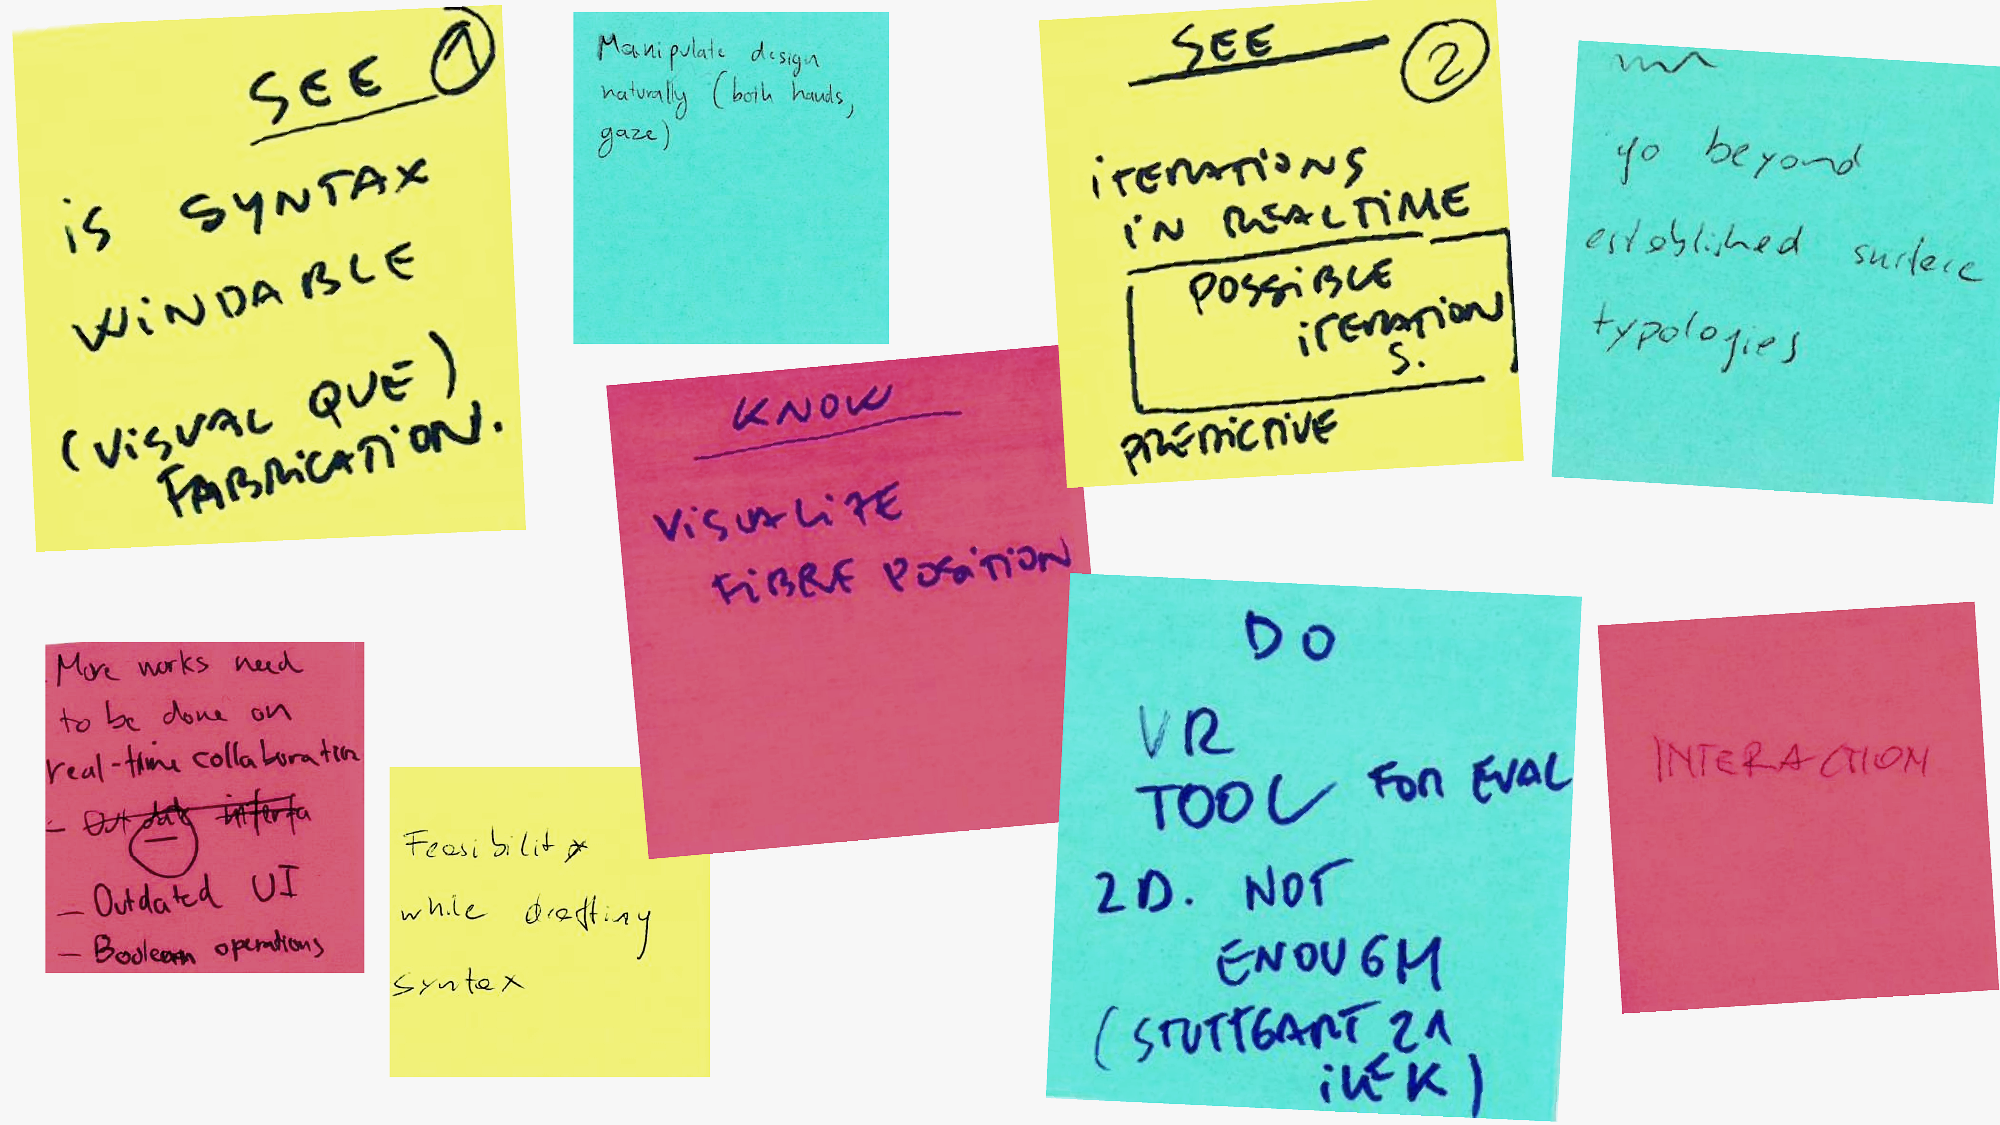 SEE 1
is SYNTAX
WiNDABLE
(ViSUAL QUE)
FABRiCATiON.
Manipulate design
naturally (both hands,
gaze)
SEE 2
iTERATiONS
iN REALTiME
POSSiBLE
iTERATION
S.
PREDiCTiVE
go beyond
established surface
typologies
KNOW
ViSUALiZE
FiBRE POSiTiON
More works need
to be done on
real-time collaboration
- Out date interfa
- Outdated UI
- Boolean operations
Feasibility
while drafting
syntax
DO
VR
TOOL FOR EVAL
2D. NOT
ENOUGH
(STUTTGART 21
iLEK)
INTERACTION